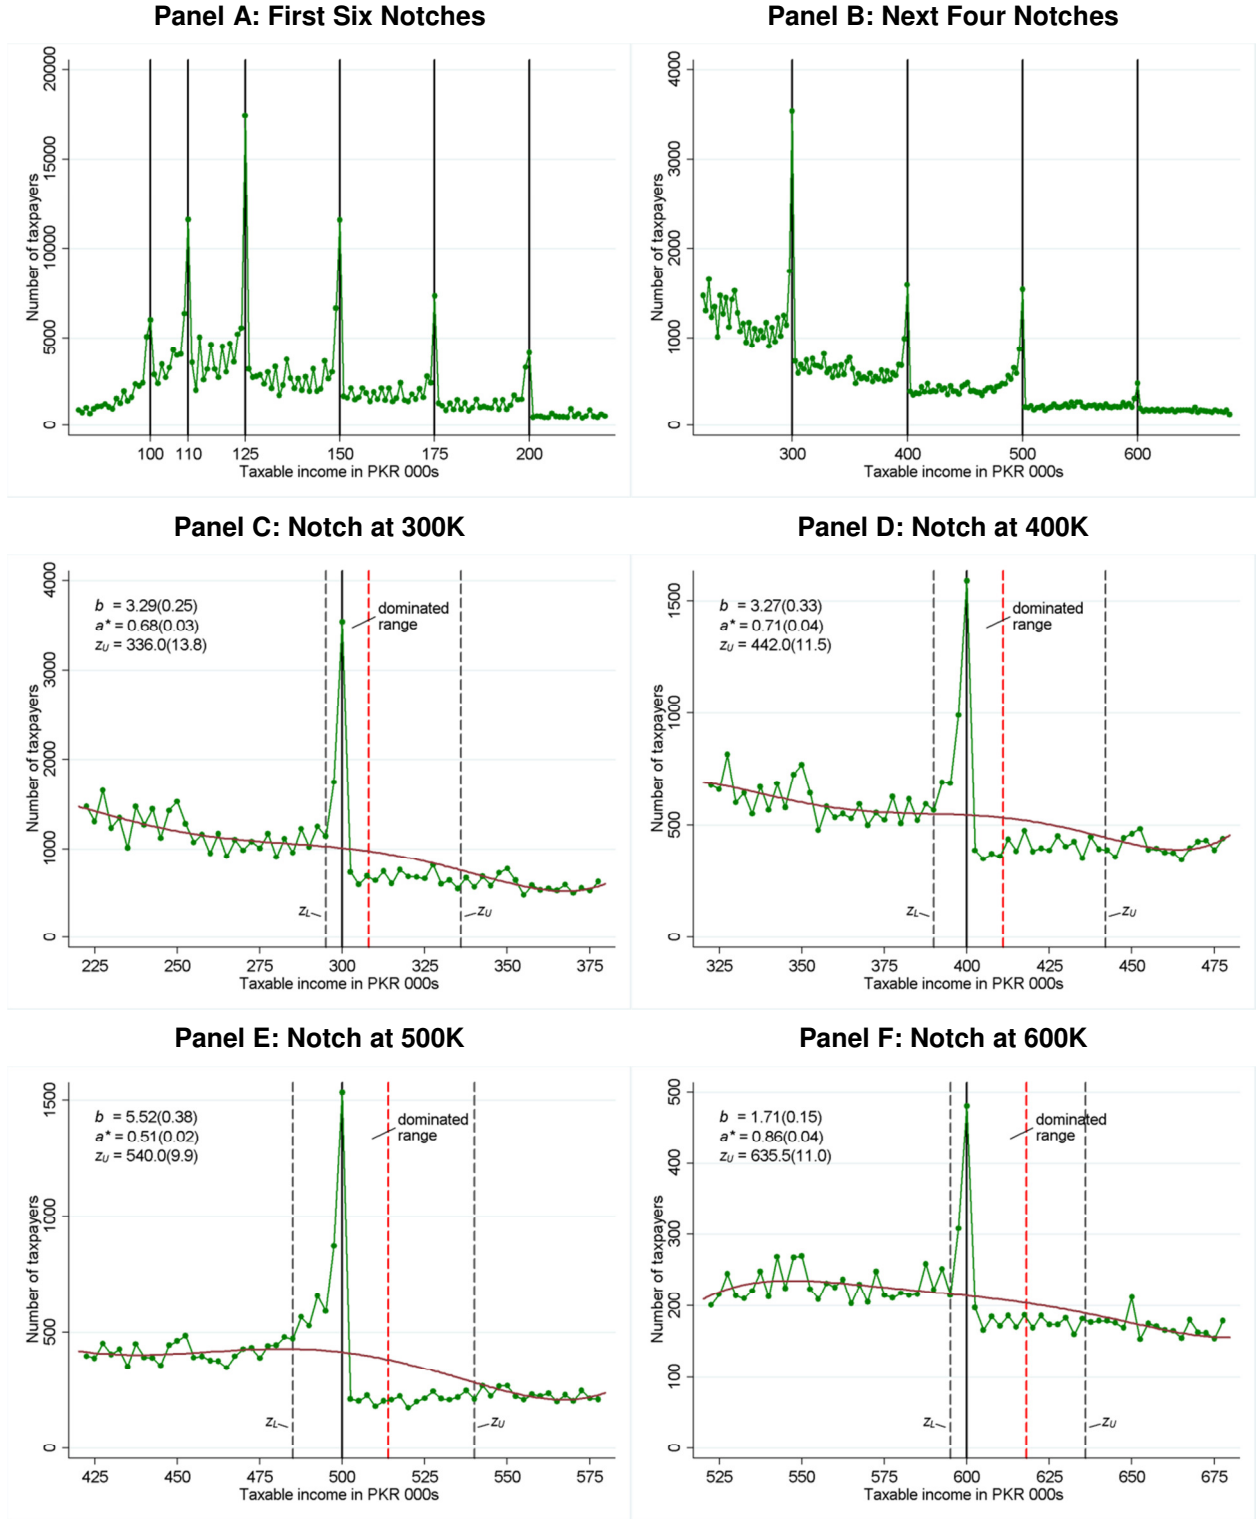 Panel A: First Six Notches
Number of taxpayers
20000
15000
10000
5000
0
100 110 125 150 175 200
Taxable income in PKR 000s
Panel B: Next Four Notches
Number of taxpayers
4000
3000
2000
1000
0
300 400 500 600
Taxable income in PKR 000s
Panel C: Notch at 300K
Number of taxpayers
4000
3000
2000
1000
0
b = 3.29(0.25)
a* = 0.68(0.03)
zU = 336.0(13.8)
dominated
range
zL
zU
225 250 275 300 325 350 375
Taxable income in PKR 000s
Panel D: Notch at 400K
Number of taxpayers
1500
1000
500
0
b = 3.27(0.33)
a* = 0.71(0.04)
zU = 442.0(11.5)
dominated
range
zL
zU
325 350 375 400 425 450 475
Taxable income in PKR 000s
Panel E: Notch at 500K
Number of taxpayers
1500
1000
500
0
b = 5.52(0.38)
a* = 0.51(0.02)
zU = 540.0(9.9)
dominated
range
zL
zU
425 450 475 500 525 550 575
Taxable income in PKR 000s
Panel F: Notch at 600K
Number of taxpayers
500
400
300
200
100
0
b = 1.71(0.15)
a* = 0.86(0.04)
zU = 635.5(11.0)
dominated
range
zL
zU
525 550 575 600 625 650 675
Taxable income in PKR 000s